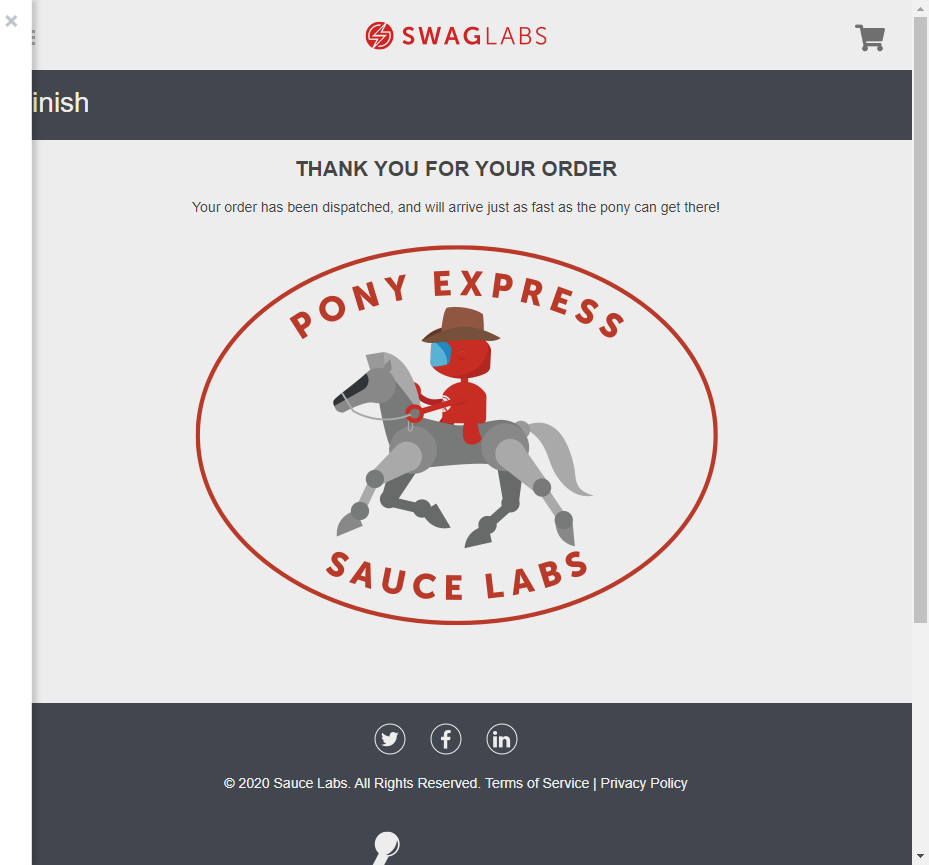 SWAGLABS
inish
THANK YOU FOR YOUR ORDER
Your order has been dispatched, and will arrive just as fast as the pony can get there!
PONY EXPRESS
SAUCE LABS
© 2020 Sauce Labs. All Rights Reserved. Terms of Service | Privacy Policy